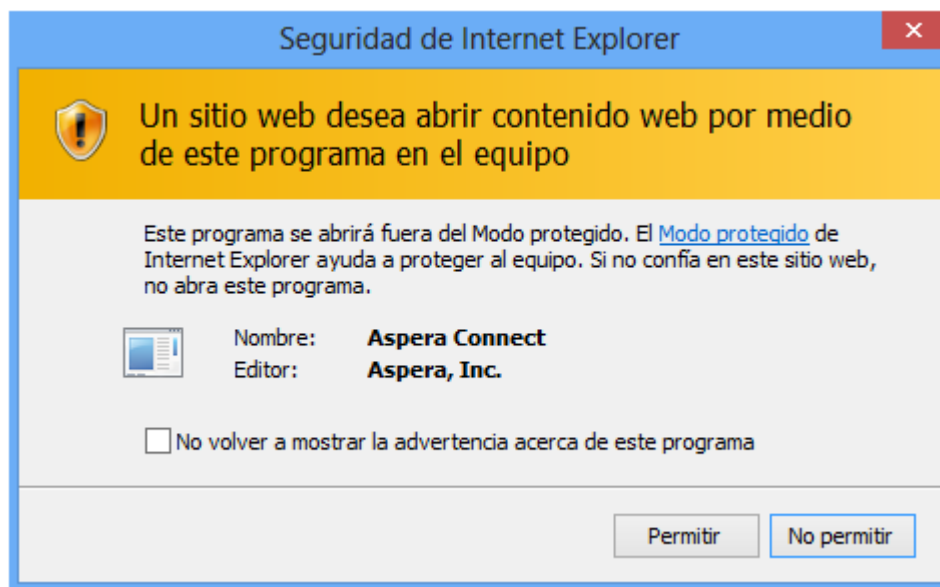 Seguridad de Internet Explorer
Un sitio web desea abrir contenido web por medio
de este programa en el equipo
Este programa se abrirá fuera del Modo protegido. El Modo protegido de
Internet Explorer ayuda a proteger al equipo. Si no confía en este sitio web,
no abra este programa.
Nombre: Aspera Connect
Editor: Aspera, Inc.
No volver a mostrar la advertencia acerca de este programa
Permitir No permitir